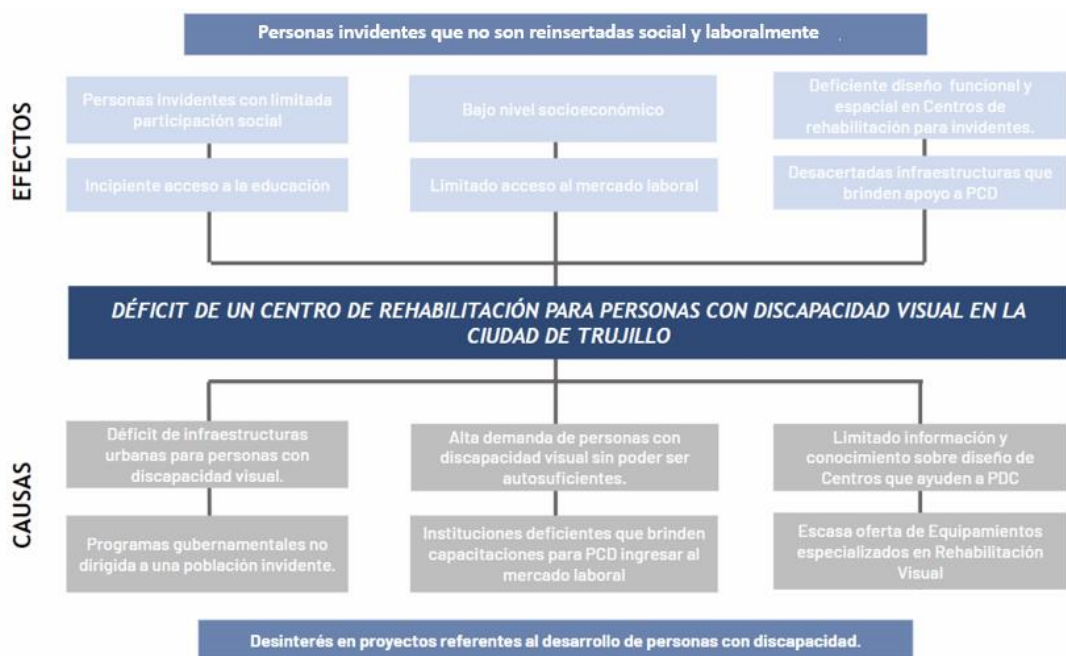 Personas invidentes que no son reinsertadas social y laboralmente .
EFECTOS
Personas invidentes con limitada
participación social
Bajo nivel socioeconómico
Deficiente diseño funcional y
espacial en Centros de
rehabilitación para invidentes.
Incipiente acceso a la educación
Limitado acceso al mercado laboral
Desacertadas infraestructuras que
brinden apoyo a PCD
DÉFICIT DE UN CENTRO DE REHABILITACIÓN PARA PERSONAS CON DISCAPACIDAD VISUAL EN LA
CIUDAD DE TRUJILLO
CAUSAS
Déficit de infraestructuras
urbanas para personas con
discapacidad visual.
Alta demanda de personas con
discapacidad visual sin poder ser
autosuficientes.
Limitado información y
conocimiento sobre diseño de
Centros que ayuden a PDC
Programas gubernamentales no
dirigida a una población invidente.
Instituciones deficientes que brinden
capacitaciones para PCD ingresar al
mercado laboral
Escasa oferta de Equipamientos
especializados en Rehabilitación
Visual
Desinterés en proyectos referentes al desarrollo de personas con discapacidad.